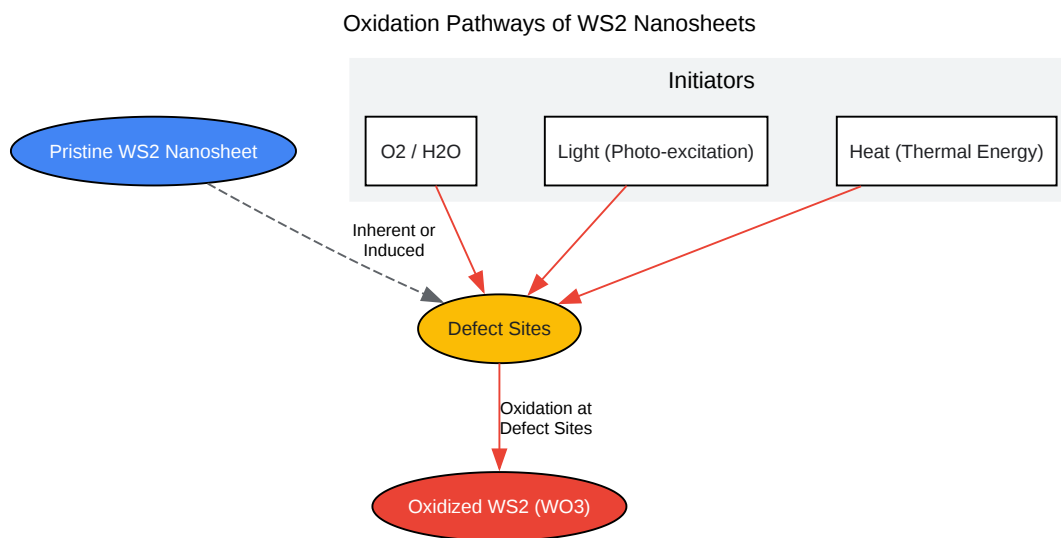 Oxidation Pathways of WS2 Nanosheets
Initiators
Pristine WS2 Nanosheet
O2 / H2O
Light (Photo-excitation)
Heat (Thermal Energy)
Inherent or
Induced
Defect Sites
Oxidation at
Defect Sites
Oxidized WS2 (WO3)